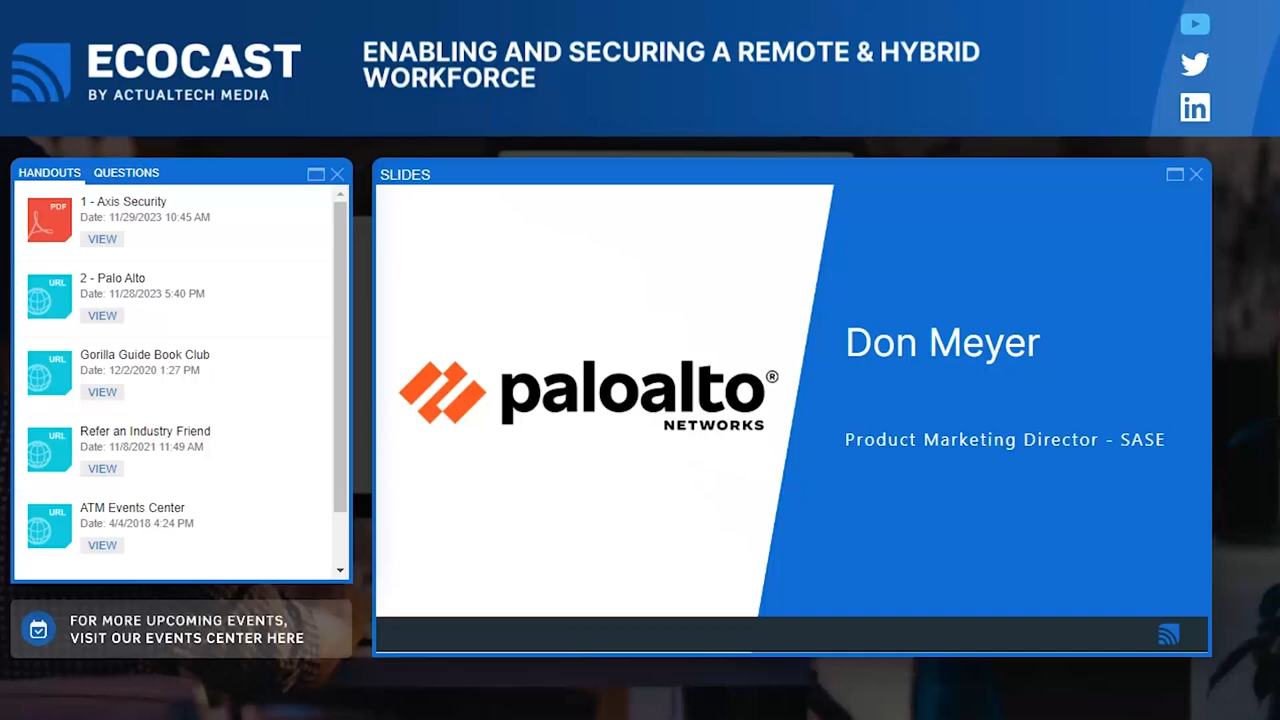 ECOCAST
BY ACTUALTECH MEDIA
ENABLING AND SECURING A REMOTE & HYBRID
WORKFORCE
in
HANDOUTS QUESTIONS
PDF
1 - Axis Security
Date: 11/29/2023 10:45 AM
VIEW
URL
2 - Palo Alto
Date: 11/28/2023 5:40 PM
VIEW
URL
Gorilla Guide Book Club
Date: 12/2/2020 1:27 PM
VIEW
URL
Refer an Industry Friend
Date: 11/8/2021 11:49 AM
VIEW
URL
ATM Events Center
Date: 4/4/2018 4:24 PM
VIEW
FOR MORE UPCOMING EVENTS,
VISIT OUR EVENTS CENTER HERE
SLIDES
paloalto®
NETWORKS
Don Meyer
Product Marketing Director - SASE